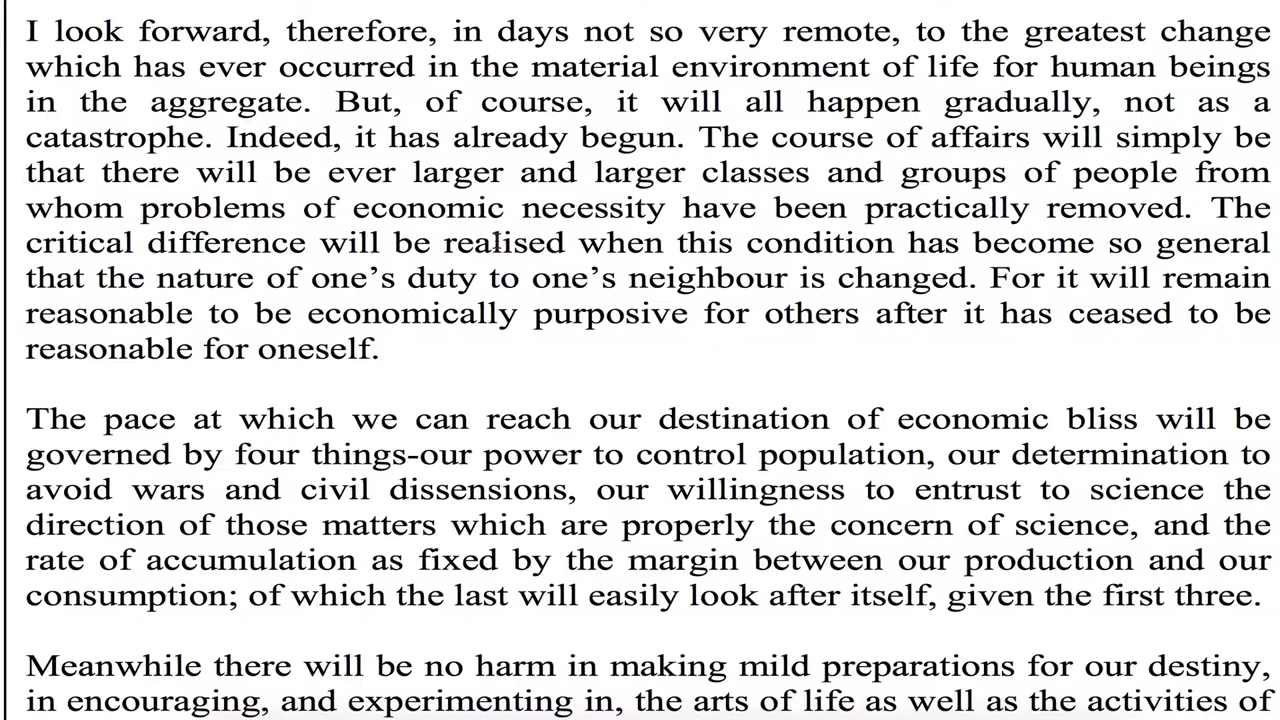 I look forward, therefore, in days not so very remote, to the greatest change
which has ever occurred in the material environment of life for human beings
in the aggregate. But, of course, it will all happen gradually, not as a
catastrophe. Indeed, it has already begun. The course of affairs will simply be
that there will be ever larger and larger classes and groups of people from
whom problems of economic necessity have been practically removed. The
critical difference will be realised when this condition has become so general
that the nature of one’s duty to one’s neighbour is changed. For it will remain
reasonable to be economically purposive for others after it has ceased to be
reasonable for oneself.
The pace at which we can reach our destination of economic bliss will be
governed by four things-our power to control population, our determination to
avoid wars and civil dissensions, our willingness to entrust to science the
direction of those matters which are properly the concern of science, and the
rate of accumulation as fixed by the margin between our production and our
consumption; of which the last will easily look after itself, given the first three.
Meanwhile there will be no harm in making mild preparations for our destiny,
in encouraging, and experimenting in, the arts of life as well as the activities of